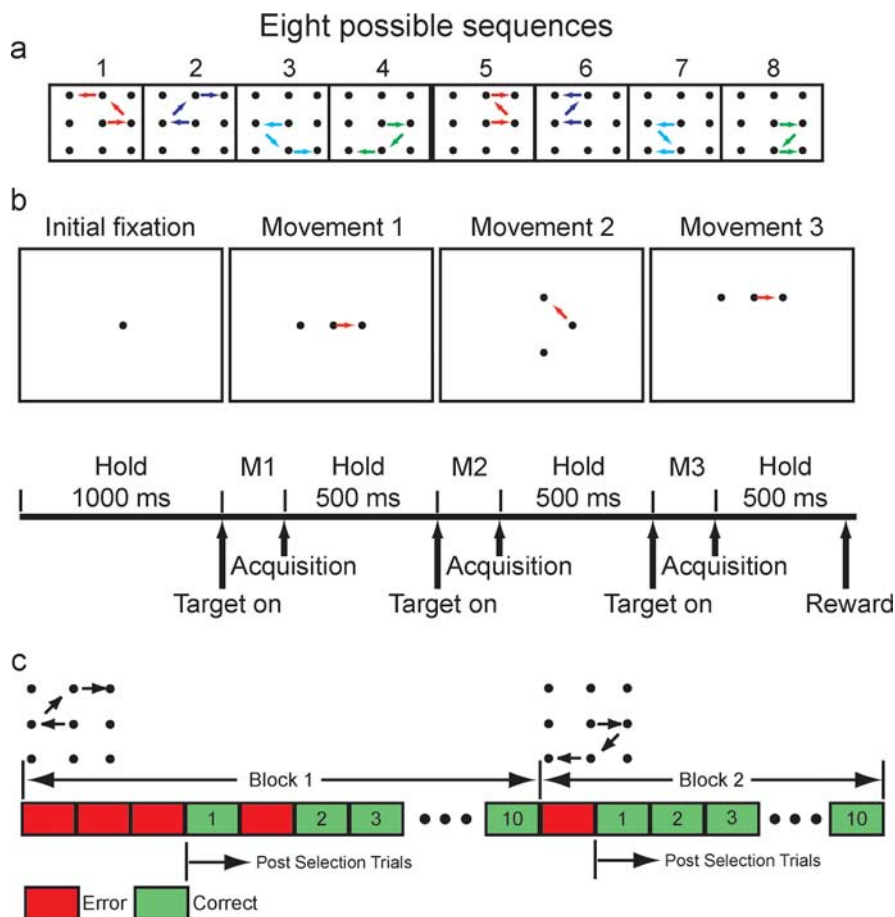 Eight possible sequences
a
1 2 3 4 5 6 7 8
b
Initial fixation Movement 1 Movement 2 Movement 3
Hold M1 Hold M2 Hold M3 Hold
1000 ms 500 ms 500 ms 500 ms
Acquisition Acquisition Acquisition
Target on Target on Target on Reward
c
Block 1 Block 2
1 2 3 10 1 2 3 10
Post Selection Trials Post Selection Trials
Error Correct